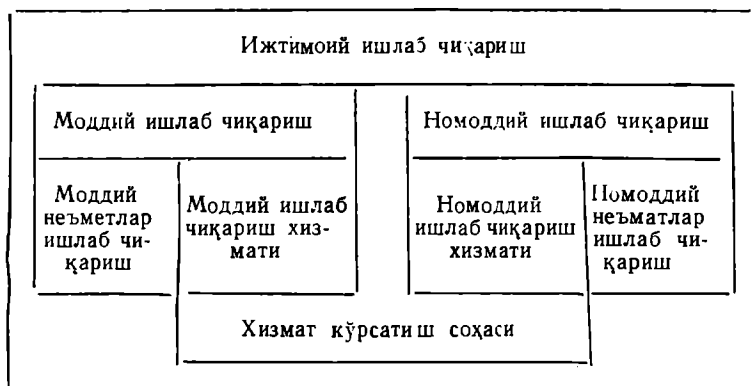 Ижтимоий ишлаб чиқариш
Моддий ишлаб чиқариш
Номоддий ишлаб чиқариш
Моддий
неъметлар
ишлаб чи-
қариш
Моддий ишлаб
чиқариш хиз-
мати
Номоддий
ишлаб чиқариш
хизмати
Номоддий
неъматлар
ишлаб чи-
қариш
Хизмат кўрсатиш соҳаси